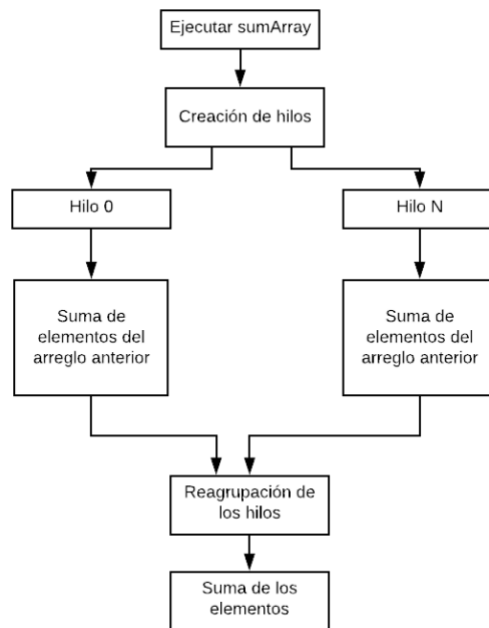 Ejecutar sumArray
Creación de hilos
Hilo 0
Hilo N
Suma de
elementos del
arreglo anterior
Suma de
elementos del
arreglo anterior
Reagrupación de
los hilos
Suma de los
elementos